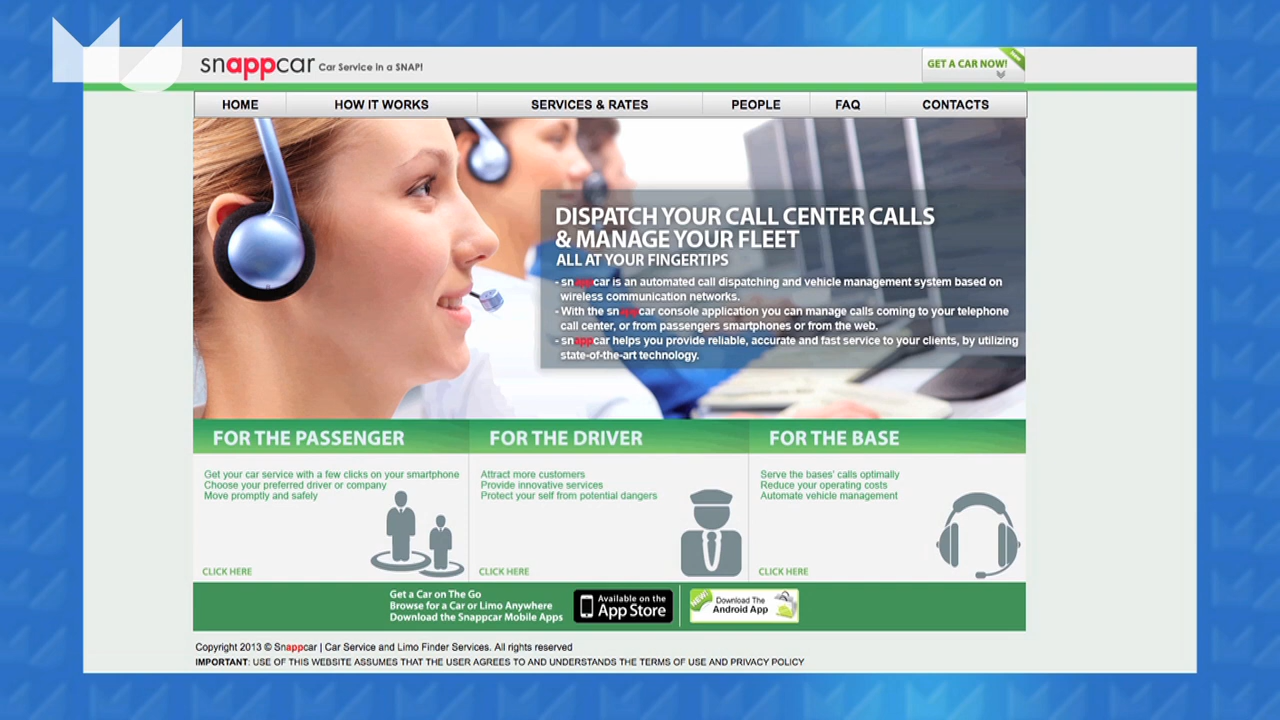 snappcar Car Service in a SNAP!
GET A CAR NOW!
HOME HOW IT WORKS SERVICES & RATES PEOPLE FAQ CONTACTS
DISPATCH YOUR CALL CENTER CALLS
& MANAGE YOUR FLEET
ALL AT YOUR FINGERTIPS
- snappcar is an automated call dispatching and vehicle management system based on
wireless communication networks.
- With the snappcar console application you can manage calls coming to your telephone
call center, or from passengers smartphones or from the web.
- snappcar helps you provide reliable, accurate and fast service to your clients, by utilizing
state-of-the-art technology.
FOR THE PASSENGER
Get your car service with a few clicks on your smartphone
Choose your preferred driver or company
Move promptly and safely
CLICK HERE
FOR THE DRIVER
Attract more customers
Provide innovative services
Protect your self from potential dangers
CLICK HERE
FOR THE BASE
Serve the bases' calls optimally
Reduce your operating costs
Automate vehicle management
CLICK HERE
Get a Car on The Go
Browse for a Car or Limo Anywhere
Download the Snappcar Mobile Apps
Available on the
App Store
NEW!
Download The
Android App
Copyright 2013 © Snappcar | Car Service and Limo Finder Services. All rights reserved
IMPORTANT: USE OF THIS WEBSITE ASSUMES THAT THE USER AGREES TO AND UNDERSTANDS THE TERMS OF USE AND PRIVACY POLICY